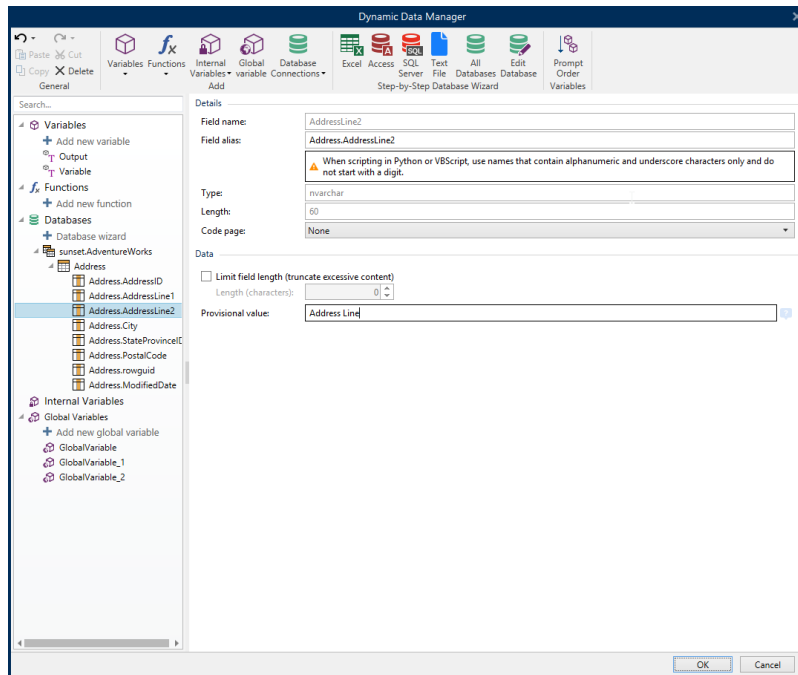 Dynamic Data Manager
Paste Cut
Copy Delete
General
Variables Functions
Internal Variables
Global variable
Database Connections
Add
Excel Access SQL Server Text File All Databases Edit Database
Step-by-Step Database Wizard
Prompt Order
Variables
Search...
Variables
Add new variable
Output
Variable
Functions
Add new function
Databases
Database wizard
sunset.AdventureWorks
Address
Address.AddressID
Address.AddressLine1
Address.AddressLine2
Address.City
Address.StateProvinceID
Address.PostalCode
Address.rowguid
Address.ModifiedDate
Internal Variables
Global Variables
Add new global variable
GlobalVariable
GlobalVariable_1
GlobalVariable_2
Details
Field name: AddressLine2
Field alias: Address.AddressLine2
When scripting in Python or VBScript, use names that contain alphanumeric and underscore characters only and do
not start with a digit.
Type: nvarchar
Length: 60
Code page: None
Data
Limit field length (truncate excessive content)
Length (characters): 0
Provisional value: Address Line
OK Cancel